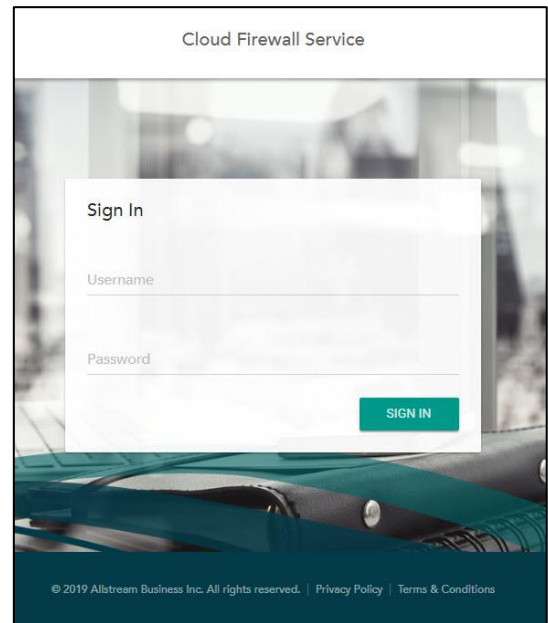 Cloud Firewall Service
Sign In
Username
Password
SIGN IN
© 2019 Allstream Business Inc. All rights reserved. | Privacy Policy | Terms & Conditions